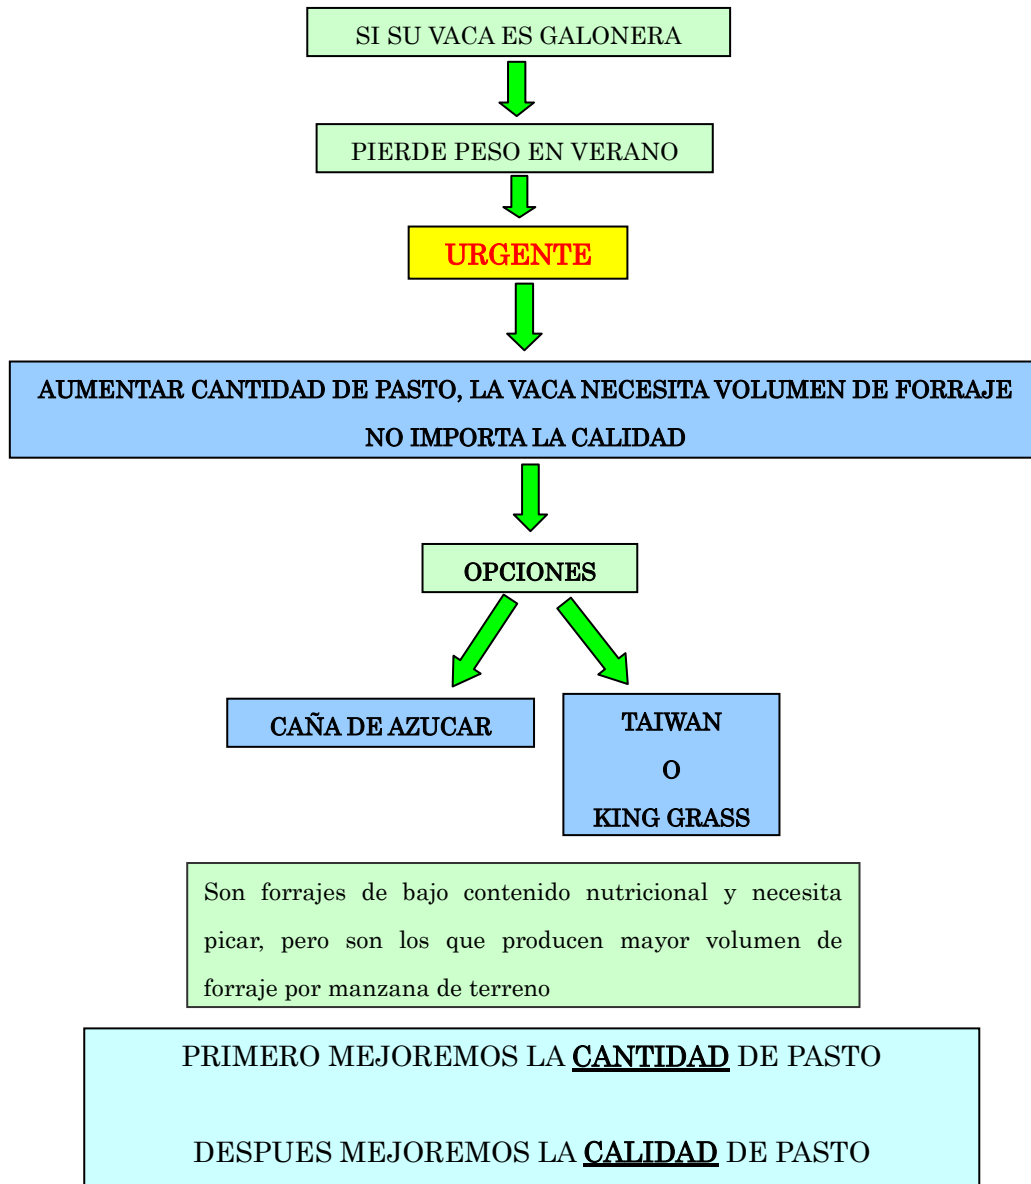 SI SU VACA ES GALONERA
PIERDE PESO EN VERANO
URGENTE
AUMENTAR CANTIDAD DE PASTO, LA VACA NECESITA VOLUMEN DE FORRAJE
NO IMPORTA LA CALIDAD
OPCIONES
CAÑA DE AZUCAR
TAIWAN
O
KING GRASS
Son forrajes de bajo contenido nutricional y necesita
picar, pero son los que producen mayor volumen de
forraje por manzana de terreno
PRIMERO MEJOREMOS LA CANTIDAD DE PASTO
DESPUES MEJOREMOS LA CALIDAD DE PASTO